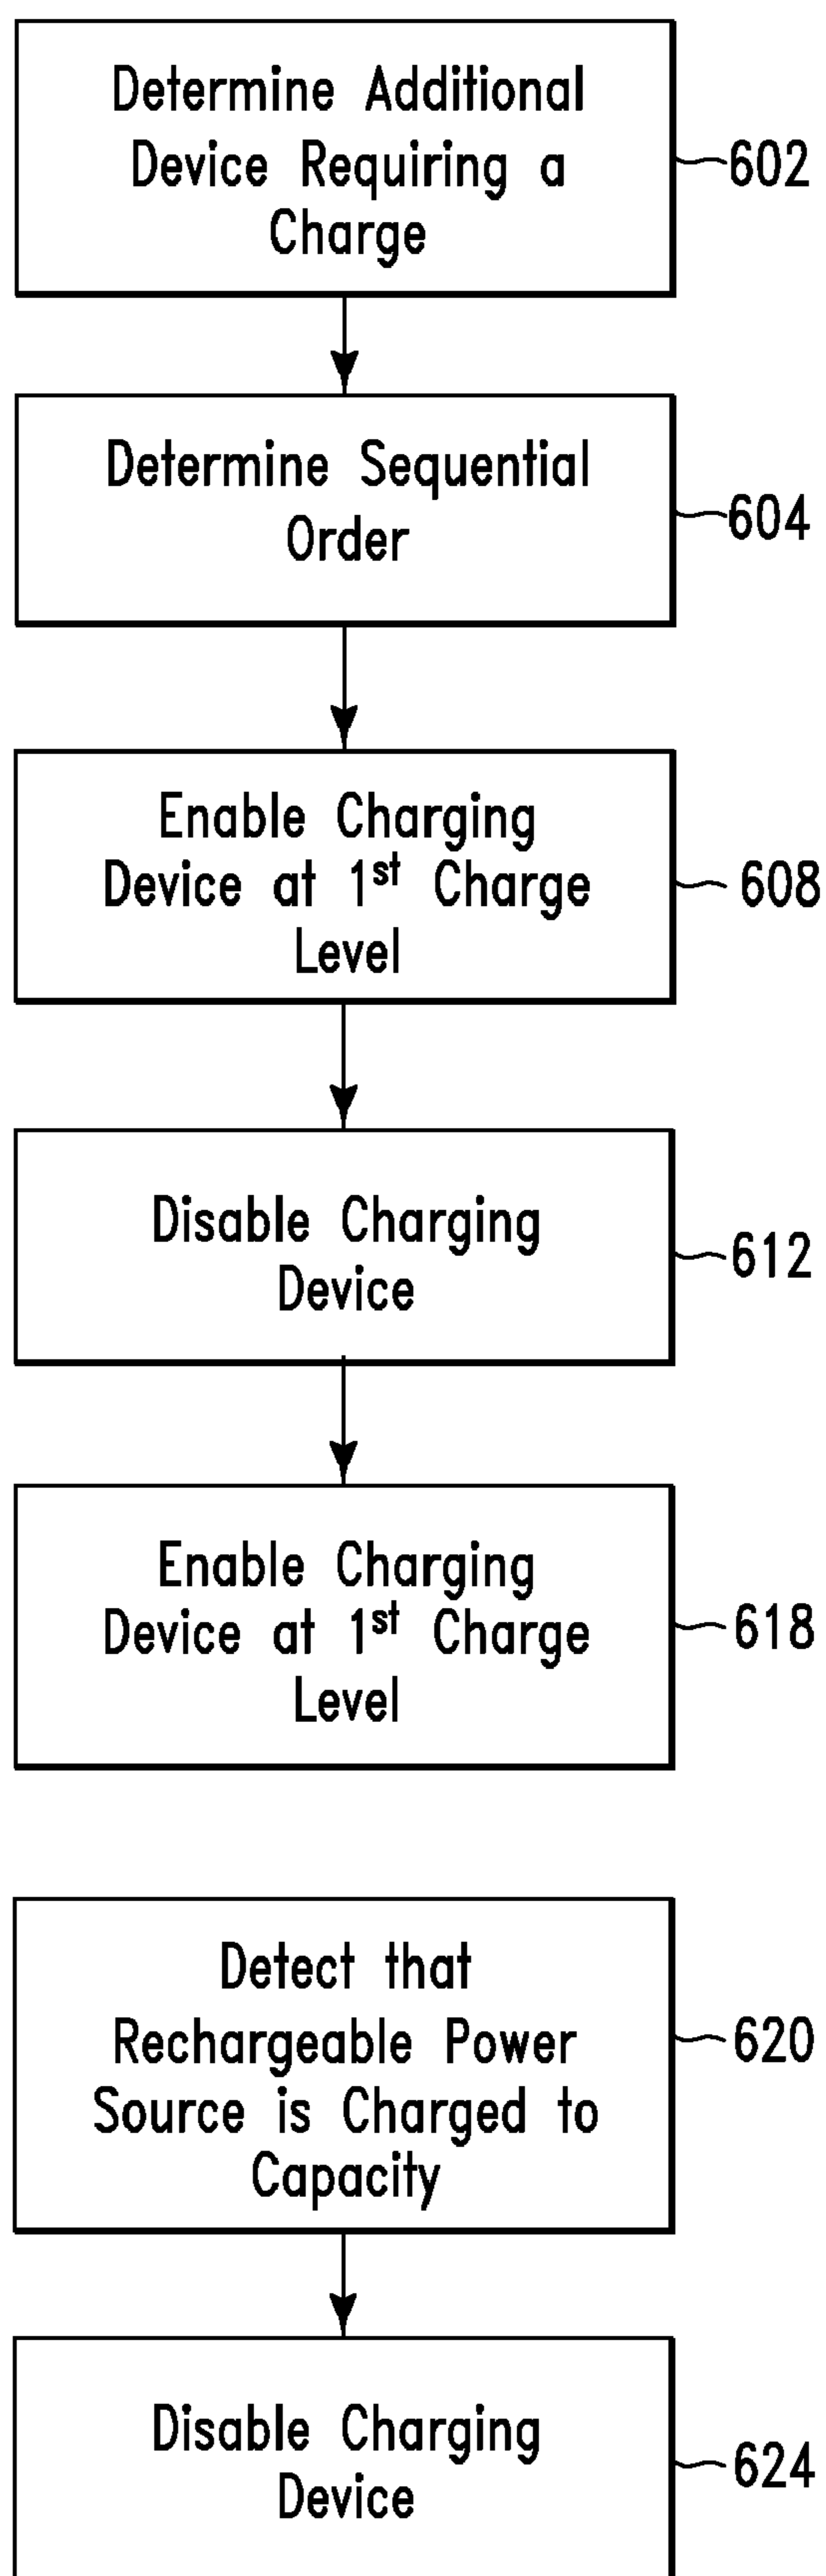 Determine Additional
Device Requiring a
Charge
602
Determine Sequential
Order
604
Enable Charging
Device at 1st Charge
Level
608
Disable Charging
Device
612
Enable Charging
Device at 1st Charge
Level
618
Detect that
Rechargeable Power
Source is Charged to
Capacity
620
Disable Charging
Device
624